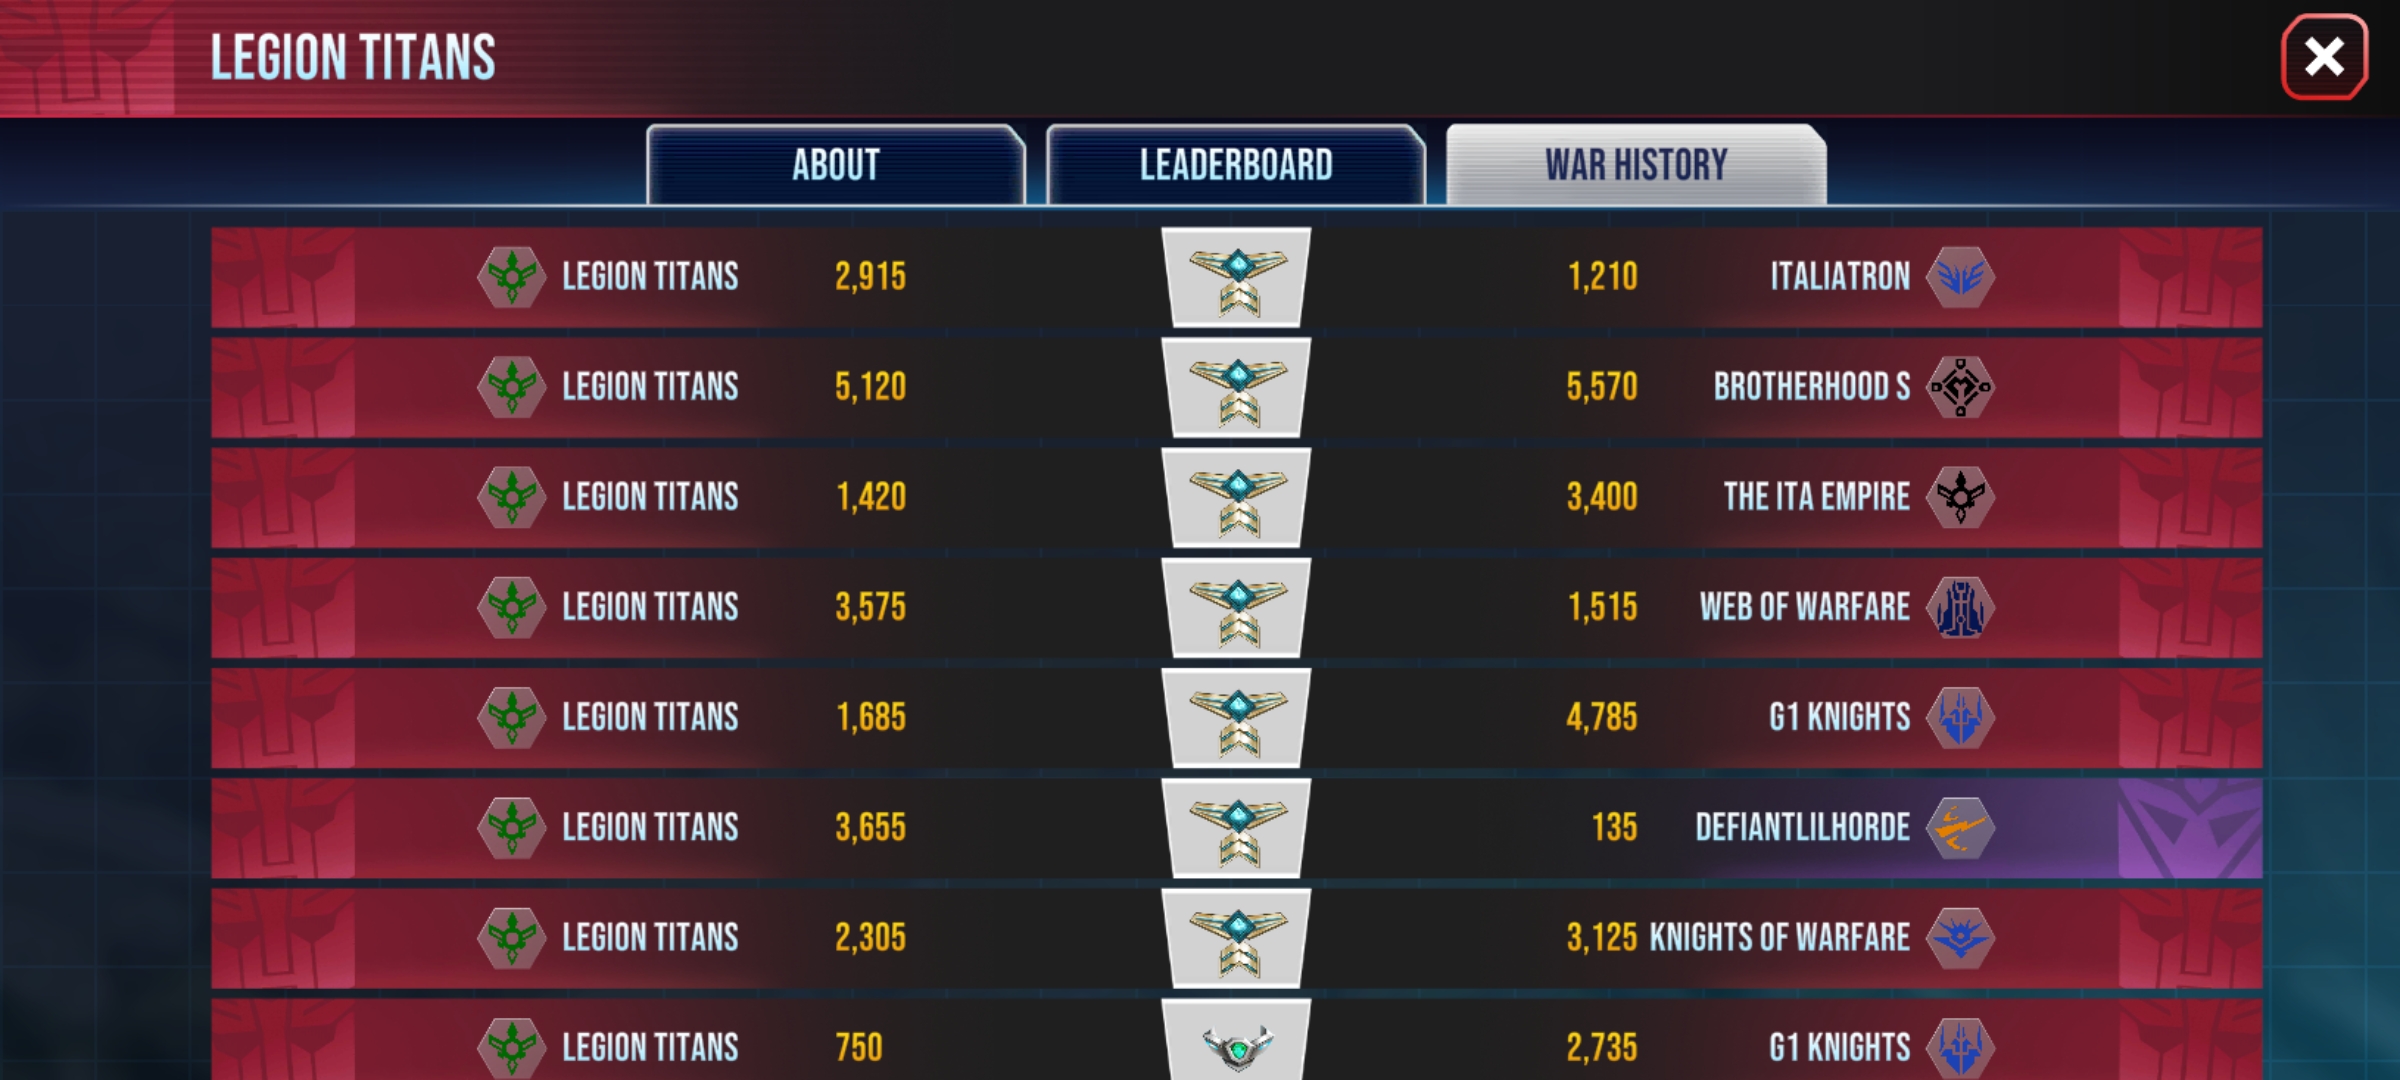 LEGION TITANS
ABOUT LEADERBOARD WAR HISTORY
LEGION TITANS 2,915 1,210 ITALIATRON
LEGION TITANS 5,120 5,570 BROTHERHOOD S
LEGION TITANS 1,420 3,400 THE ITA EMPIRE
LEGION TITANS 3,575 1,515 WEB OF WARFARE
LEGION TITANS 1,685 4,785 G1 KNIGHTS
LEGION TITANS 3,655 135 DEFIANTLILHORDE
LEGION TITANS 2,305 3,125 KNIGHTS OF WARFARE
LEGION TITANS 750 2,735 G1 KNIGHTS